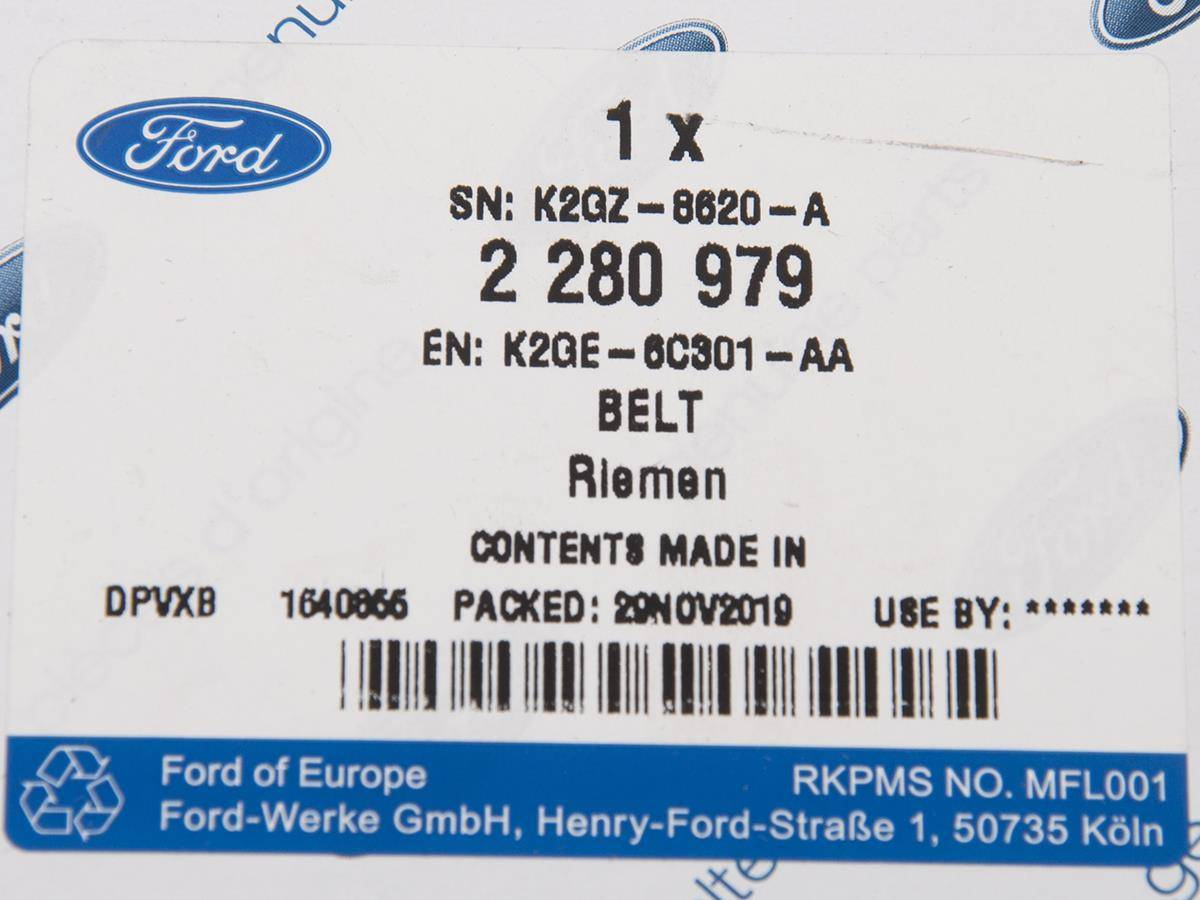 Ford
1 x
SN: K2GZ-8620-A
2 280 979
EN: K2GE-6C301-AA
BELT
Riemen
CONTENTS MADE IN
DPVXB PACKED: 29NOV2019 USE BY: *******
Ford of Europe RKPMS NO. MFL001
Ford-Werke GmbH, Henry-Ford-Straße 1, 50735 Köln